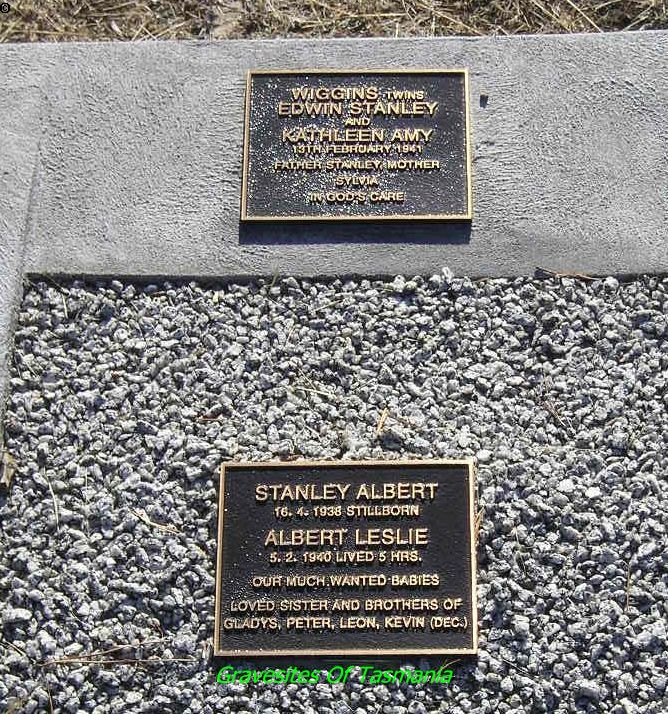 WIGGINS TWINS
EDWIN STANLEY
AND
KATHLEEN AMY
13TH FEBRUARY 1941
FATHER STANLEY, MOTHER
SYLVIA
IN GOD'S CARE
STANLEY ALBERT
16. 4. 1938 STILLBORN
ALBERT LESLIE
5. 2. 1940 LIVED 5 HRS.
OUR MUCH WANTED BABIES
LOVED SISTER AND BROTHERS OF
GLADYS, PETER, LEON, KEVIN (DEC.)
Gravesites Of Tasmania